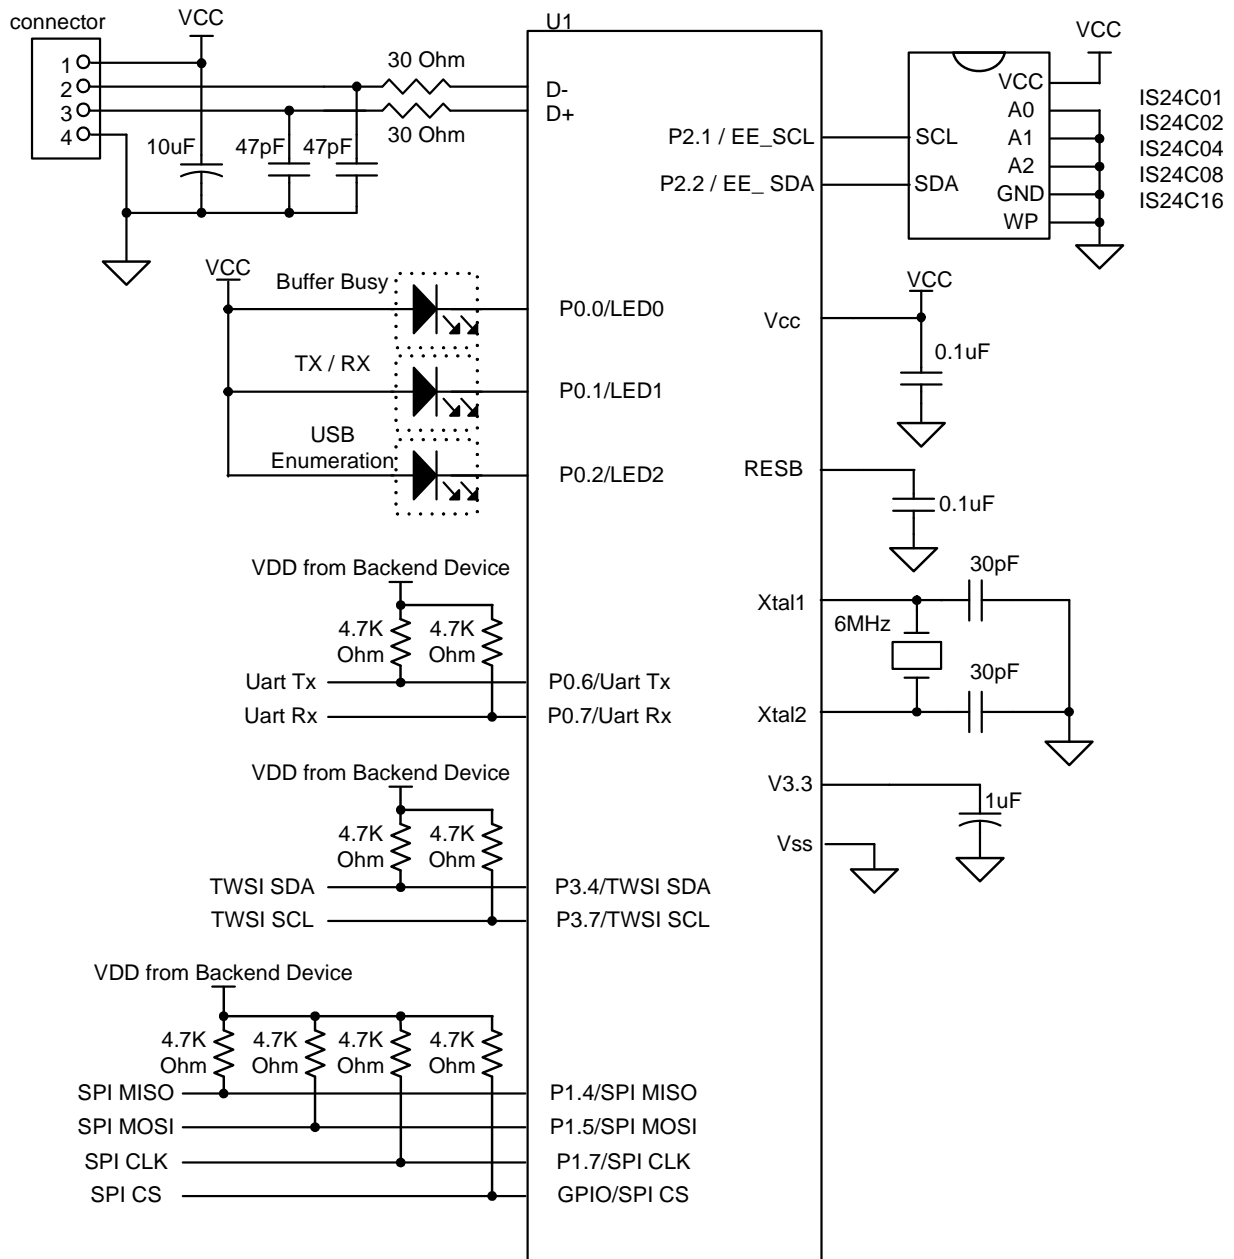 connector
VCC
U1
1
2
3
4
30 Ohm
30 Ohm
10uF
47pF
47pF
D-
D+
P2.1 / EE_SCL
P2.2 / EE_ SDA
SCL
SDA
VCC
VCC
A0
A1
A2
GND
WP
IS24C01
IS24C02
IS24C04
IS24C08
IS24C16
VCC
Buffer Busy
P0.0/LED0
TX / RX
P0.1/LED1
USB
Enumeration
P0.2/LED2
Vcc
VCC
0.1uF
RESB
0.1uF
VDD from Backend Device
4.7K
Ohm
4.7K
Ohm
Uart Tx
P0.6/Uart Tx
Uart Rx
P0.7/Uart Rx
Xtal1
6MHz
30pF
30pF
Xtal2
VDD from Backend Device
4.7K
Ohm
4.7K
Ohm
TWSI SDA
P3.4/TWSI SDA
TWSI SCL
P3.7/TWSI SCL
V3.3
1uF
Vss
VDD from Backend Device
4.7K
Ohm
4.7K
Ohm
4.7K
Ohm
4.7K
Ohm
SPI MISO
P1.4/SPI MISO
SPI MOSI
P1.5/SPI MOSI
SPI CLK
P1.7/SPI CLK
SPI CS
GPIO/SPI CS